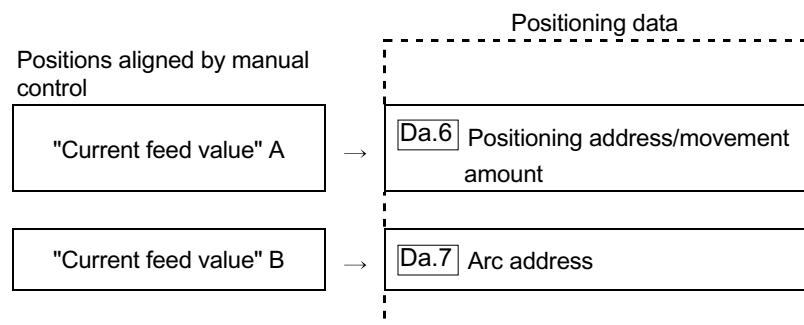 Positioning data
Positions aligned by manual
control
"Current feed value" A
→
Da.6 Positioning address/movement
amount
"Current feed value" B
→
Da.7 Arc address